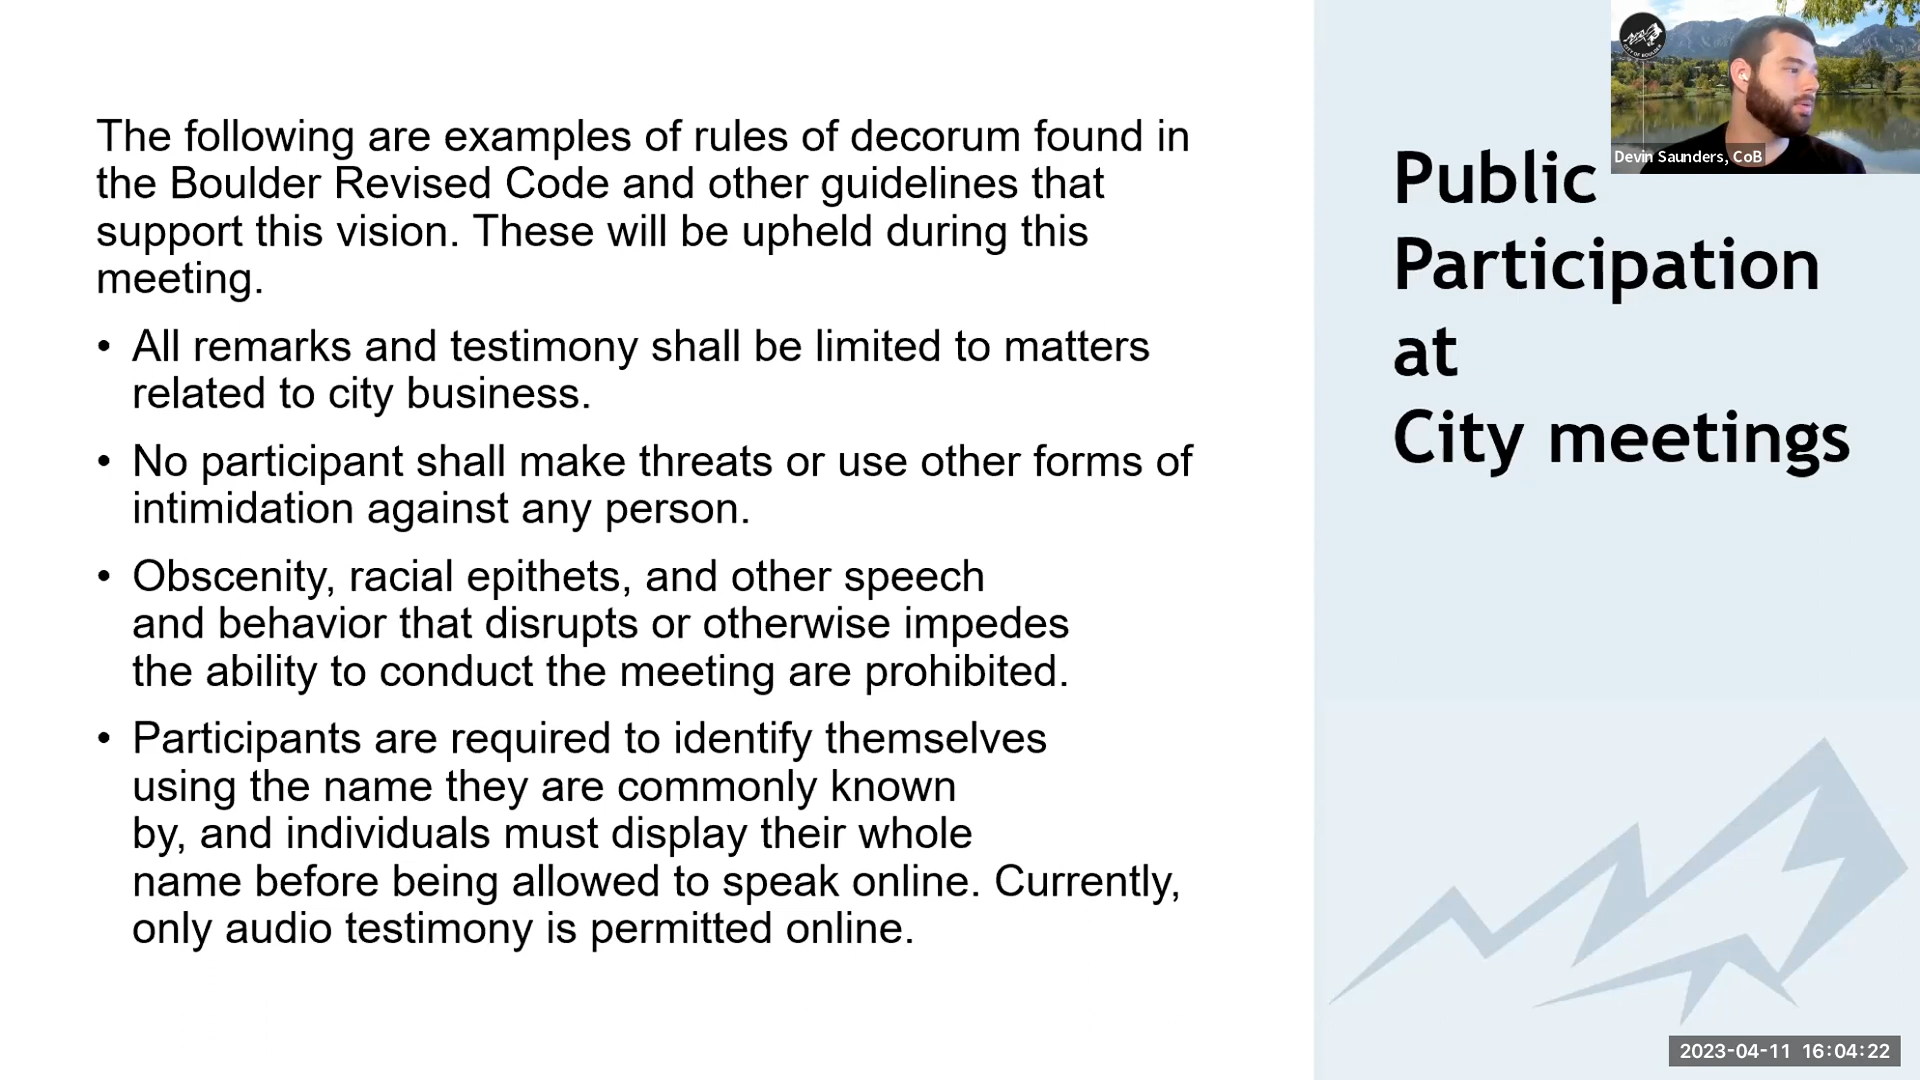 The following are examples of rules of decorum found in
the Boulder Revised Code and other guidelines that
support this vision. These will be upheld during this
meeting.
• All remarks and testimony shall be limited to matters
related to city business.
• No participant shall make threats or use other forms of
intimidation against any person.
• Obscenity, racial epithets, and other speech
and behavior that disrupts or otherwise impedes
the ability to conduct the meeting are prohibited.
• Participants are required to identify themselves
using the name they are commonly known
by, and individuals must display their whole
name before being allowed to speak online. Currently,
only audio testimony is permitted online.
Public
Participation
at
City meetings
CITY OF BOULDER
Devin Saunders, CoB
2023-04-11 16:04:22